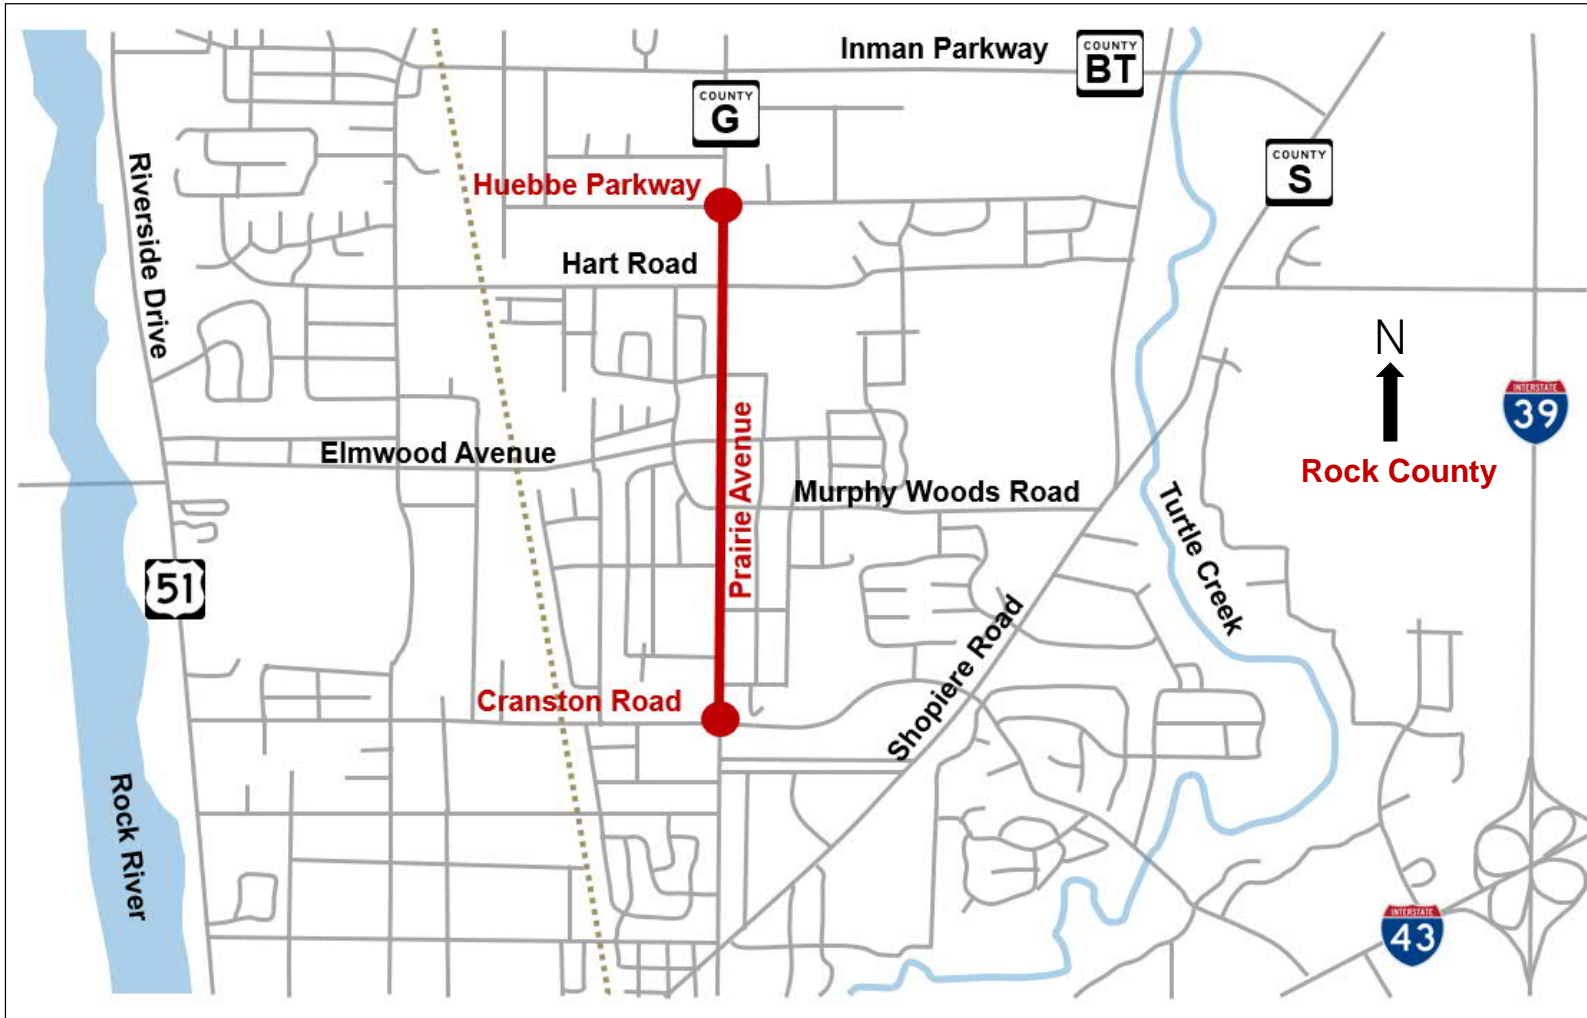 Inman Parkway
COUNTY
BT
COUNTY
G
COUNTY
S
Huebbe Parkway
Riverside Drive
Hart Road
N
INTERSTATE
39
Rock County
Elmwood Avenue
Prairie Avenue
Murphy Woods Road
Turtle Creek
51
Shopiere Road
Cranston Road
Rock River
INTERSTATE
43